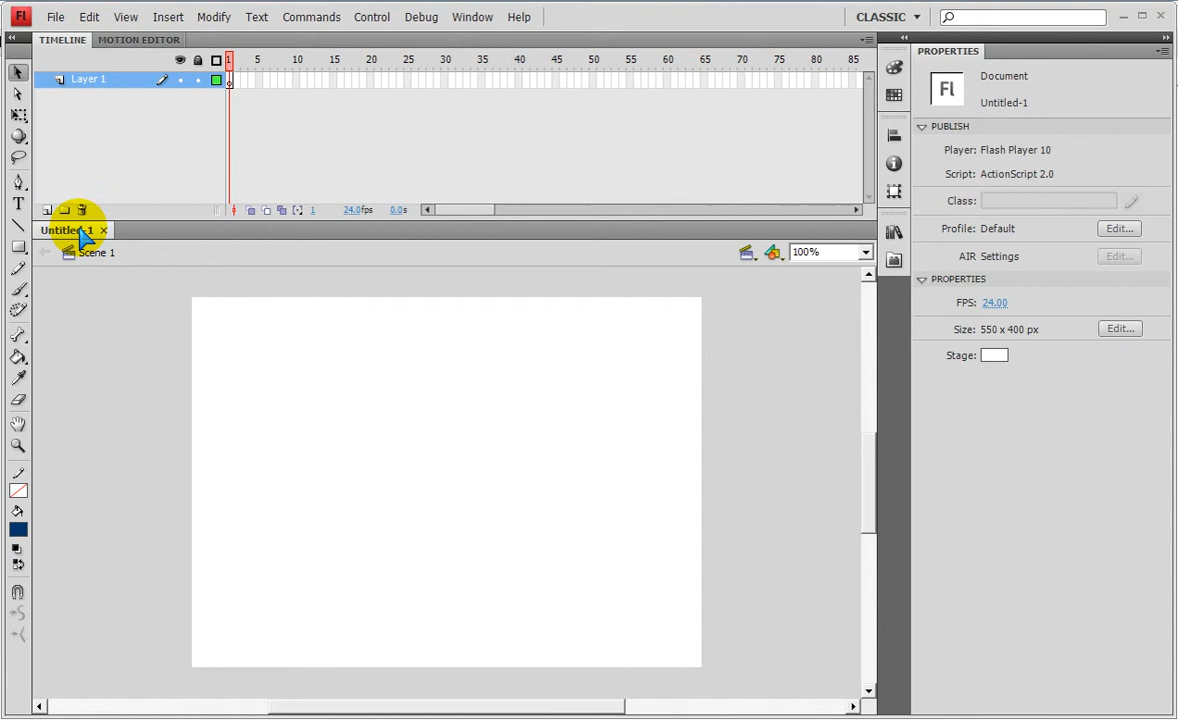 Fl File Edit View Insert Modify Text Commands Control Debug Window Help CLASSIC
TIMELINE MOTION EDITOR
1 5 10 15 20 25 30 35 40 45 50 55 60 65 70 75 80 85
Layer 1
1 24.0fps 0.0s
Untitled-1
Scene 1 100%
PROPERTIES
Fl
Document
Untitled-1
PUBLISH
Player: Flash Player 10
Script: ActionScript 2.0
Class:
Profile: Default Edit...
AIR Settings Edit...
PROPERTIES
FPS: 24.00
Size: 550 x 400 px Edit...
Stage:
T